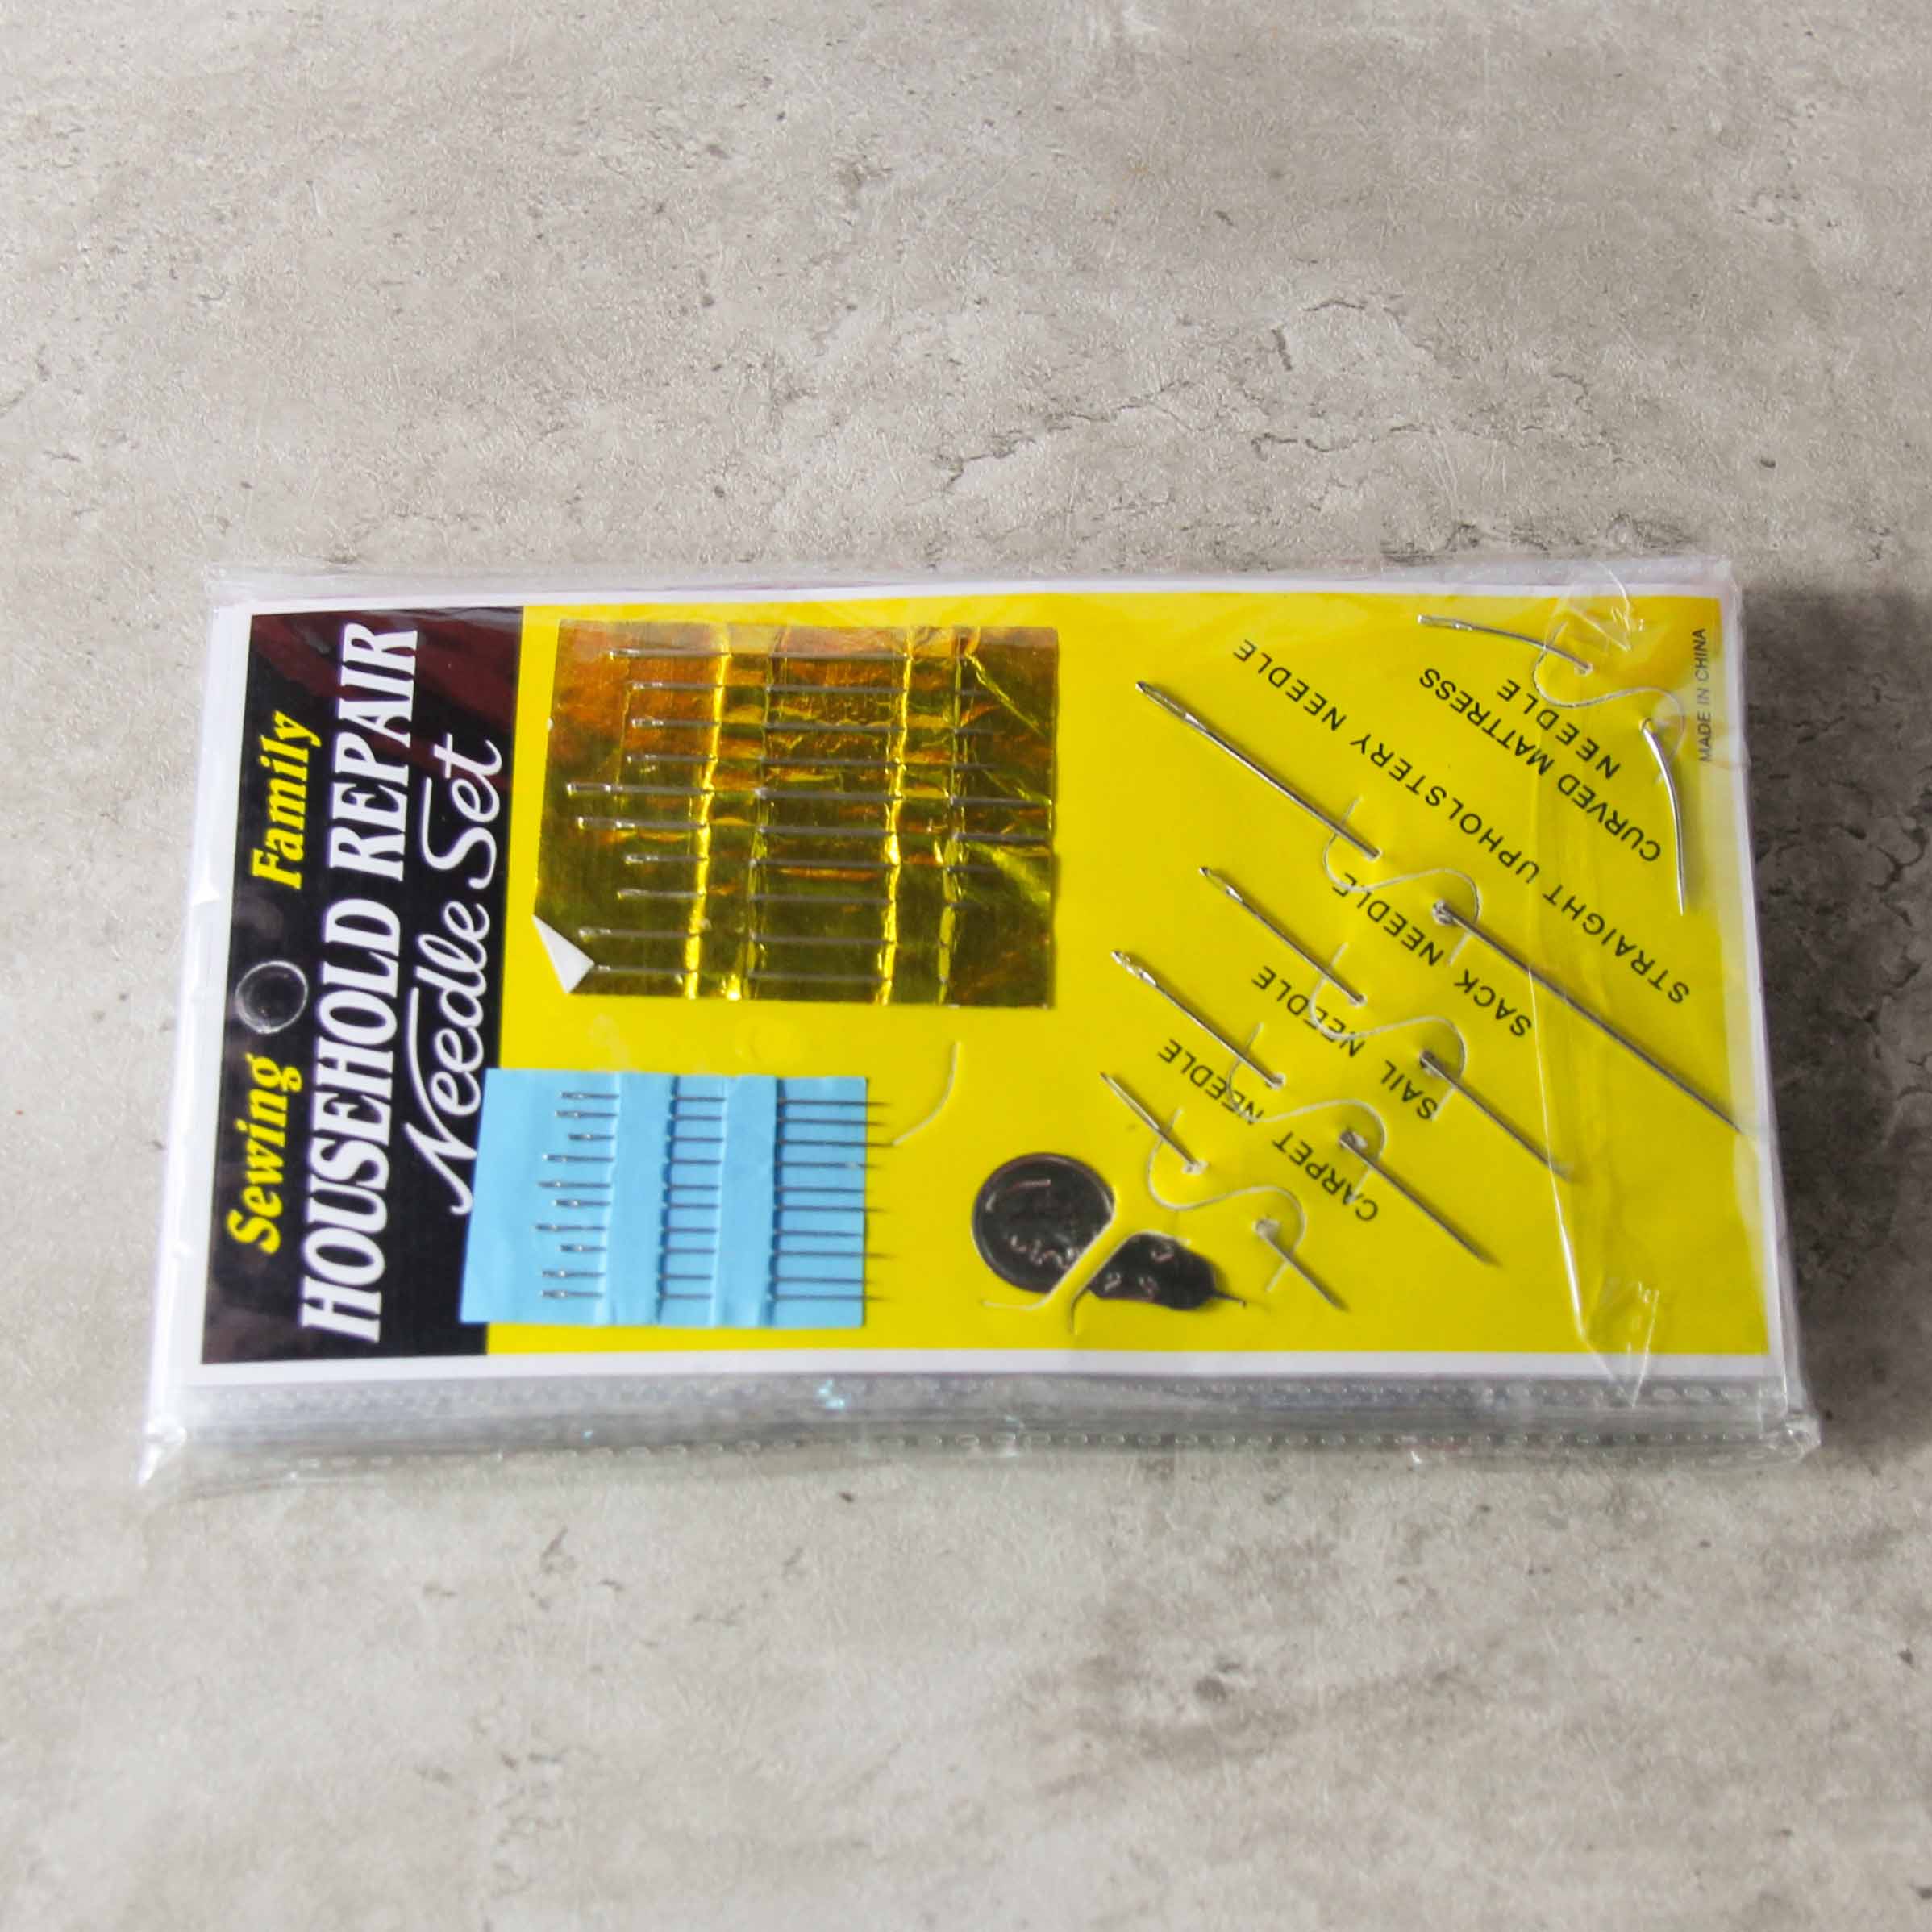 Sewing Family
HOUSEHOLD REPAIR
Needle Set
CARPET NEEDLE
SAIL NEEDLE
SACK NEEDLE
STRAIGHT UPHOLSTERY NEEDLE
CURVED MATTRESS
NEEDLE
MADE IN CHINA